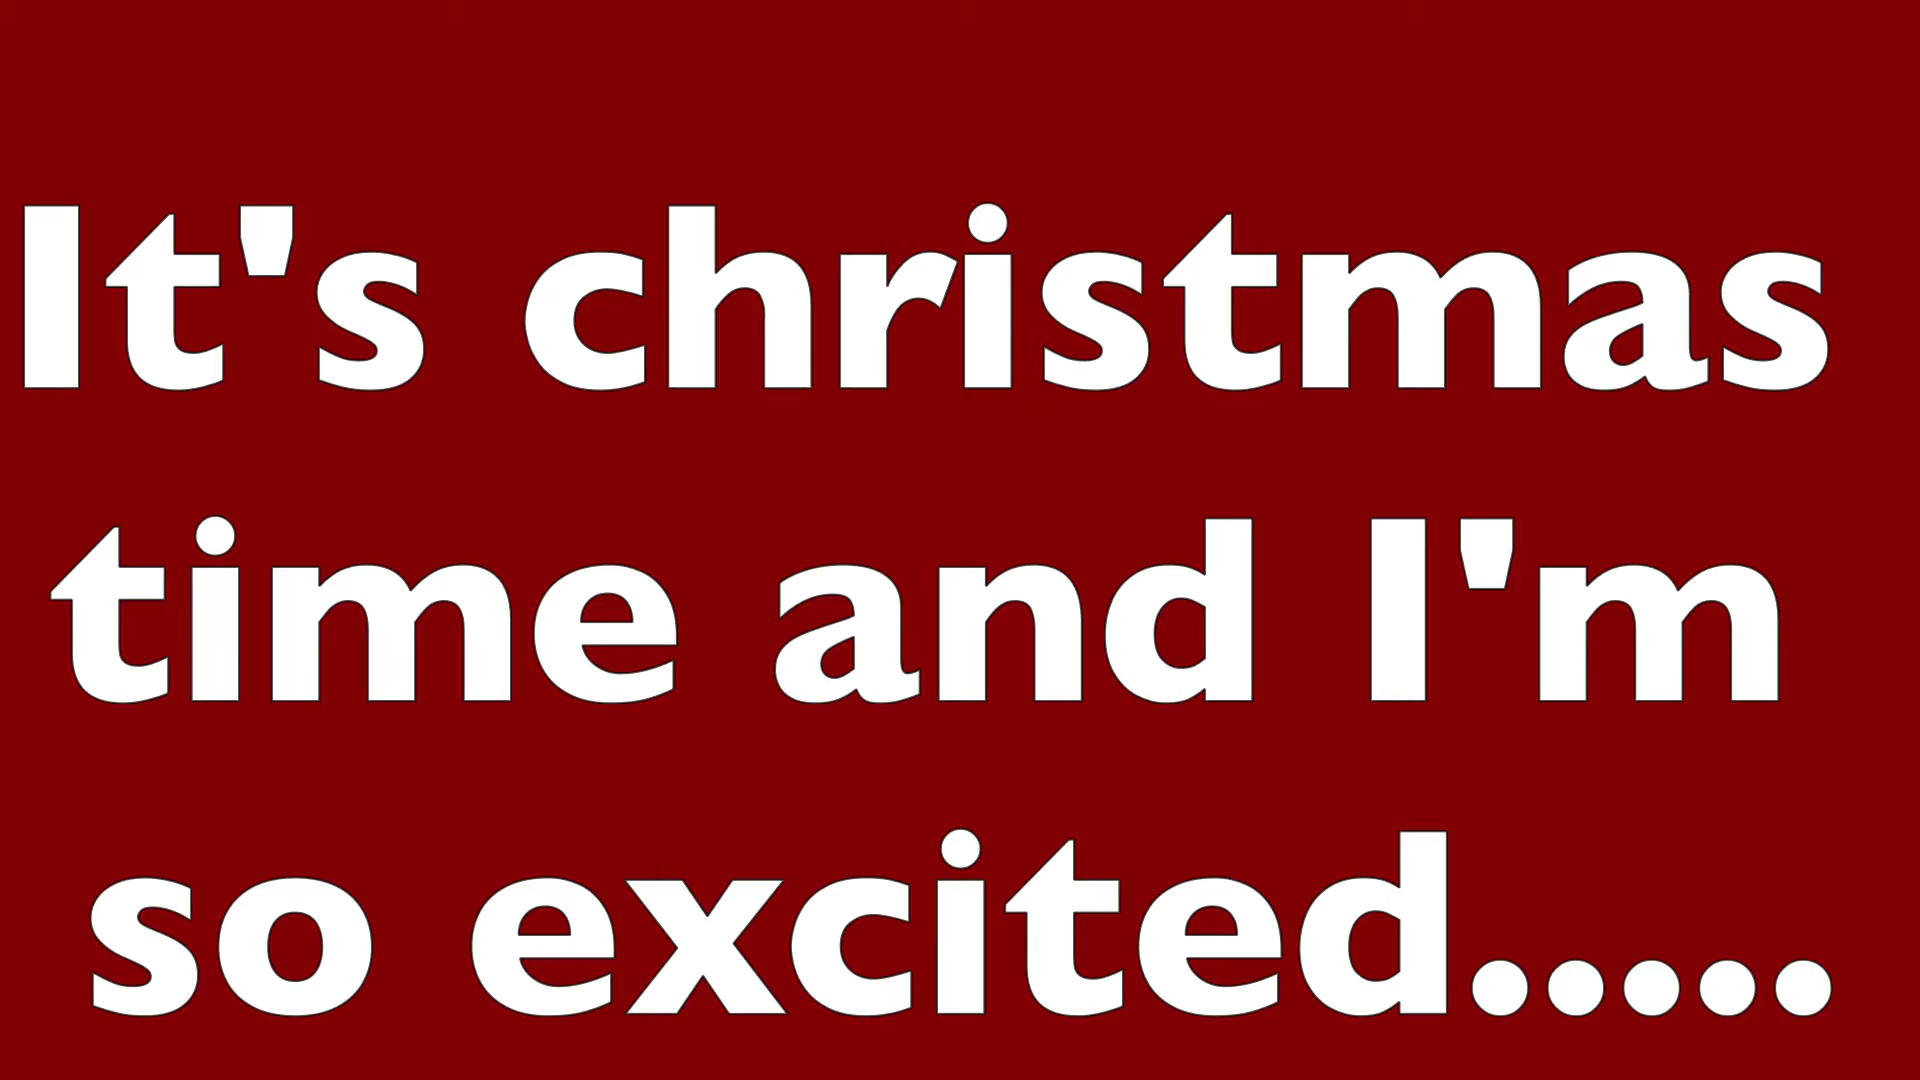 It's christmas
time and I'm
so excited.....